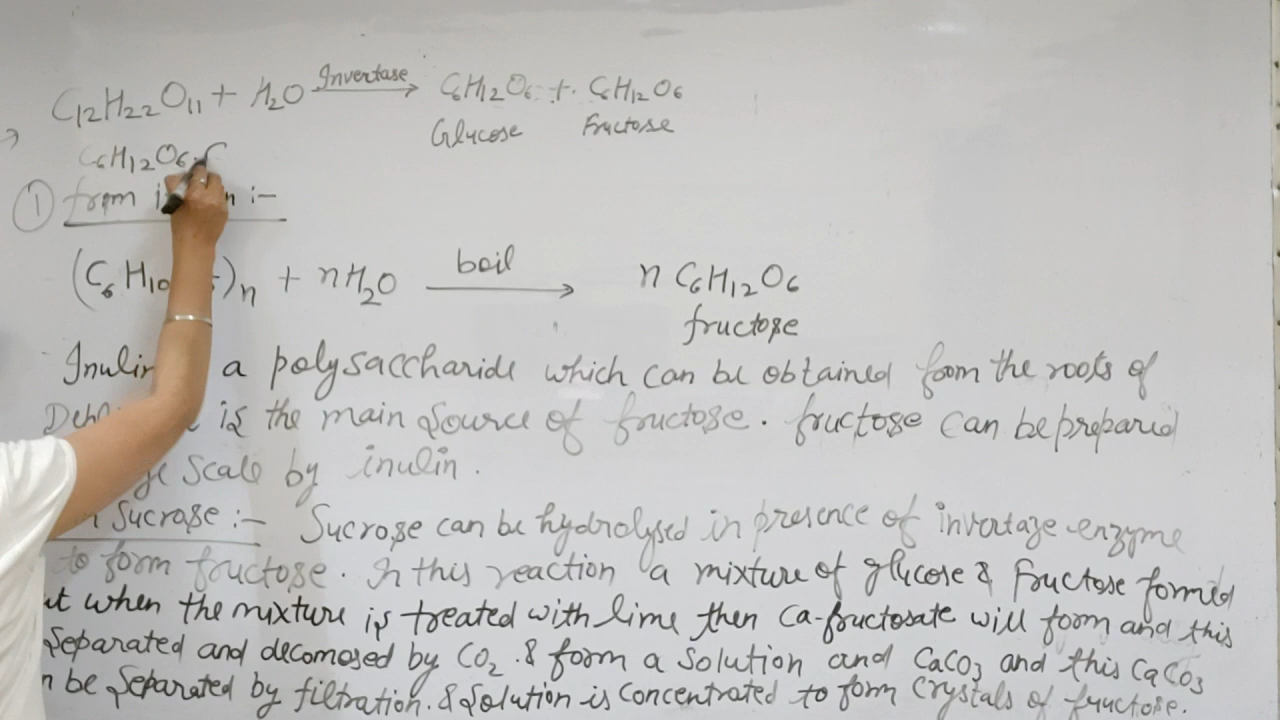 C12H22O11 + H2O Invertase → C6H12O6 + C6H12O6
Glucose Fructose
C6H12O6 . C
① from :-
(C6 H10 )n + nH2O boil → n C6H12O6
fructose
a polysaccharide which can be obtained from the roots of
is the main source of fructose. fructose can be prepared
scale by inulin.
Sucrose :- Sucrose can be hydrolysed in presence of invertaze enzyme
to form fructose. In this reaction a mixture of glucose & Fructose formed
when the mixture is treated with lime then Ca-fructosate will form and this
Separated and decomosed by CO2 . & form a solution and CaCO3 and this CaCO3
be Separated by filtration. & Solution is concentrated to form crystals of fructose.